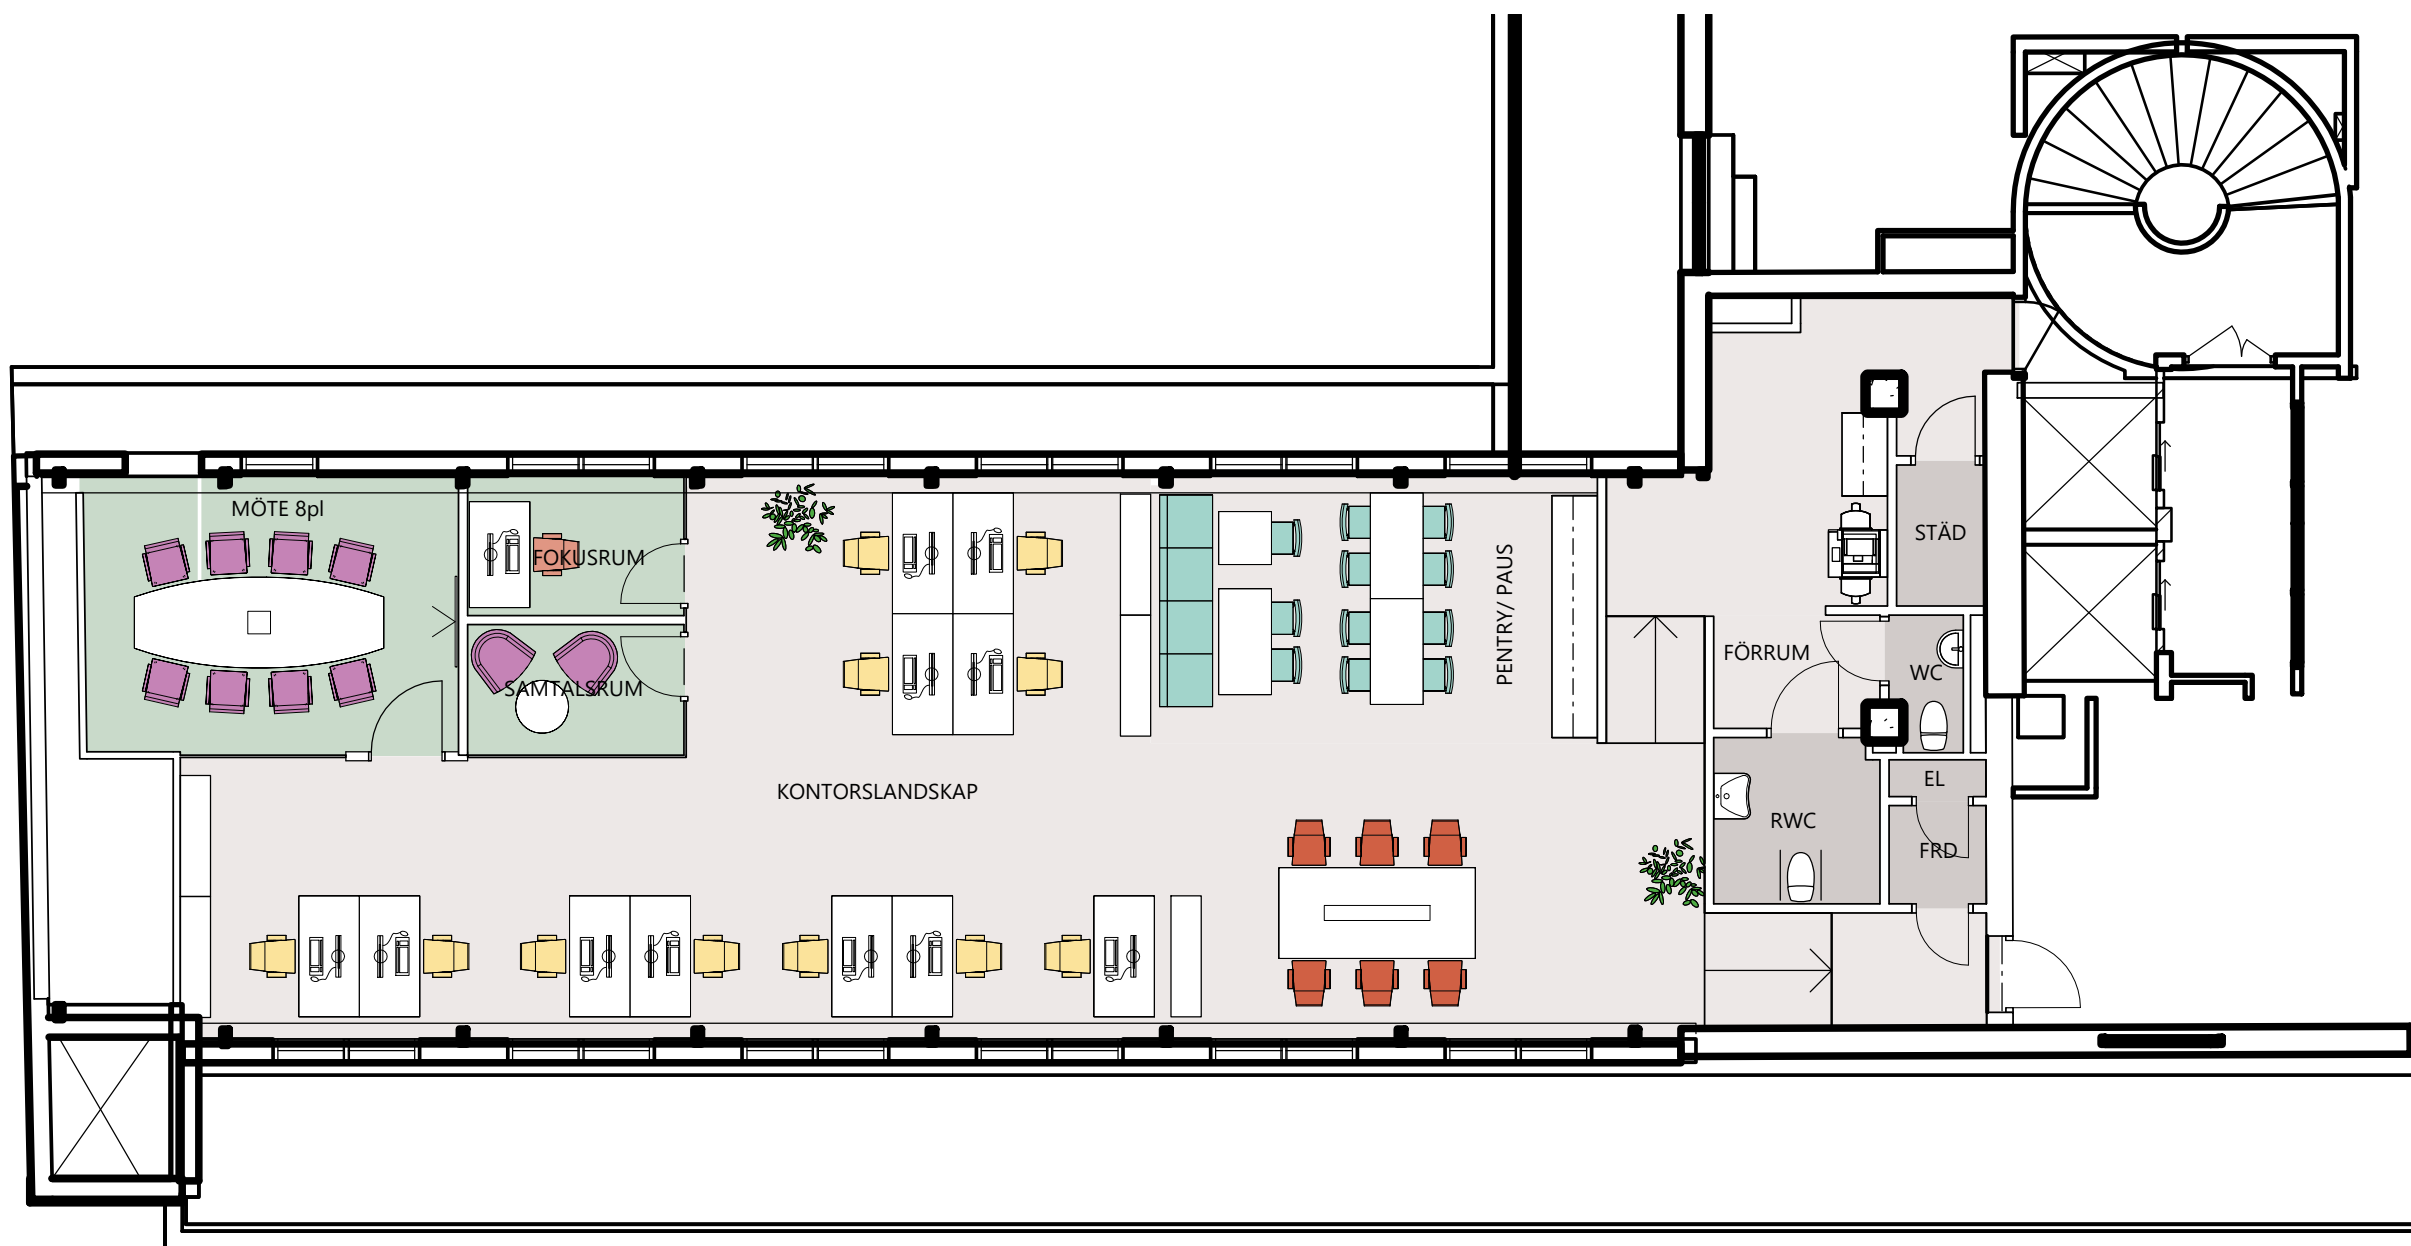 MÖTE 8pl
FOKUSRUM
SAMTALSRUM
KONTORSLANDSKAP
PENTRY/ PAUS
FÖRRUM
STÄD
WC
EL
RWC
FRD